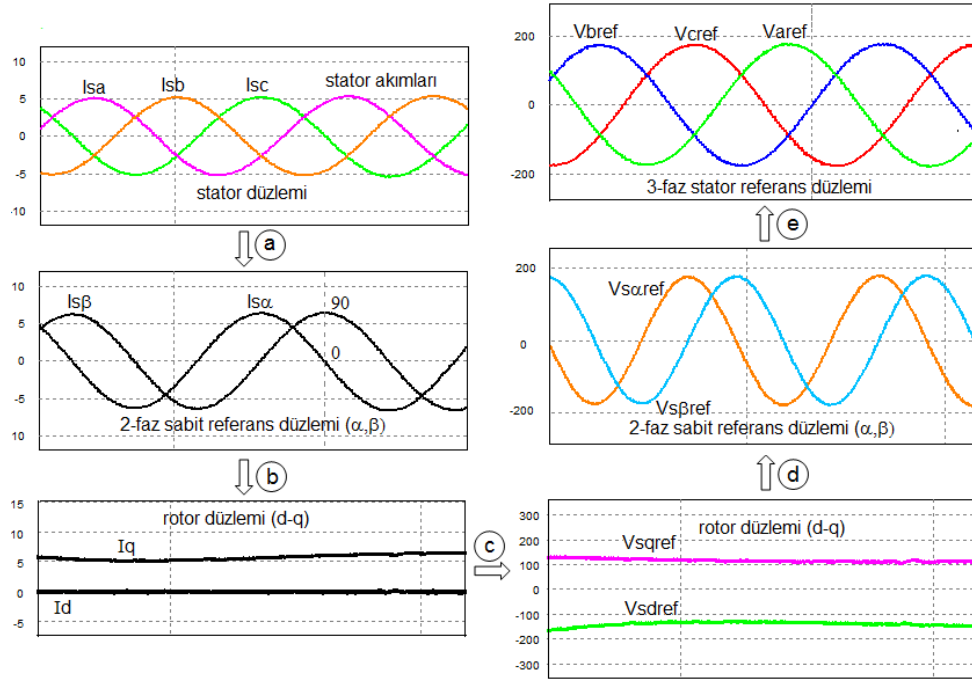 10
5
0
-5
-10
Isa
Isb
Isc
stator akımları
stator düzlemi
a
10
5
0
-5
-10
Isβ
Isα
90
0
2-faz sabit referans düzlemi (α,β)
b
15
10
5
0
-5
rotor düzlemi (d-q)
Iq
Id
c
200
0
-200
Vbref
Vcref
Varef
3-faz stator referans düzlemi
e
200
0
-200
Vsαref
Vsβref
2-faz sabit referans düzlemi (α,β)
d
300
200
100
0
-100
-200
-300
rotor düzlemi (d-q)
Vsqref
Vsdref